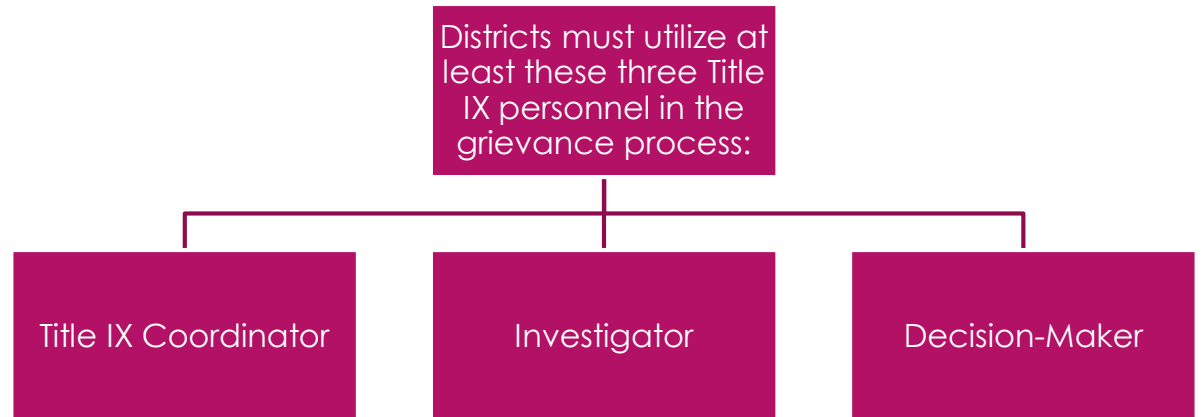 Districts must utilize at
least these three Title
IX personnel in the
grievance process:
Title IX Coordinator
Investigator
Decision-Maker